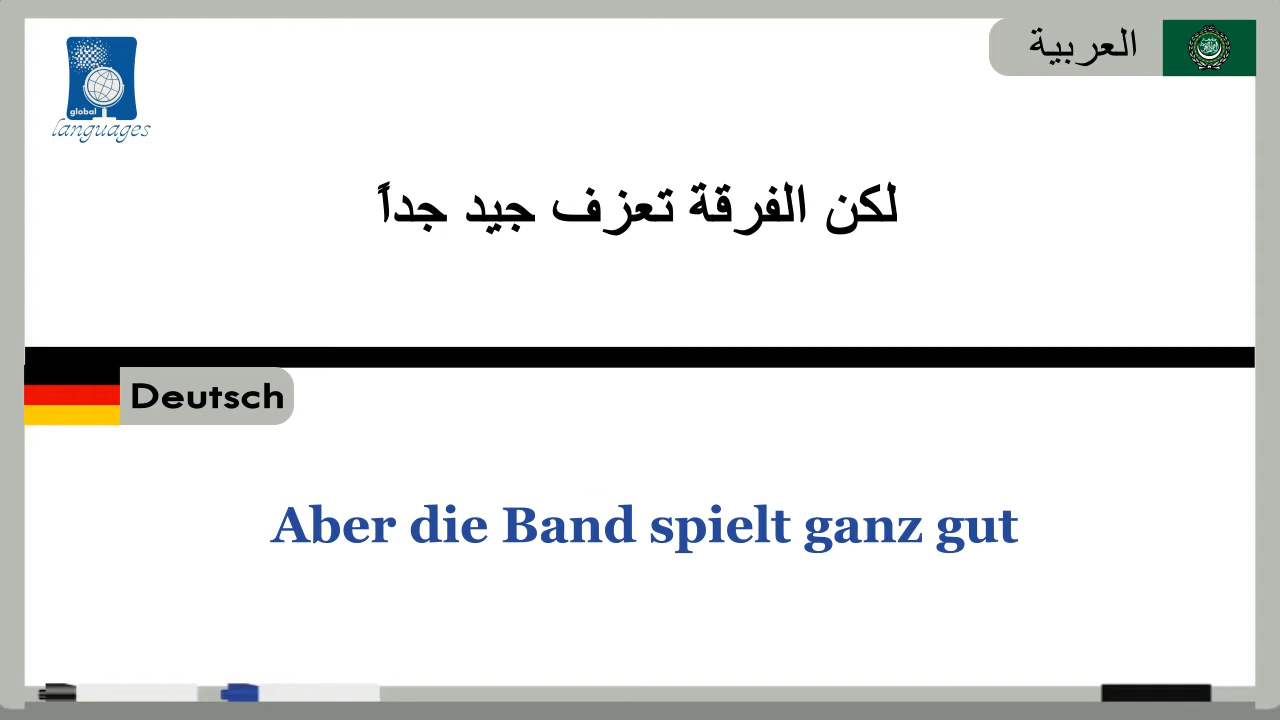 global
languages
العربية
لكن الفرقة تعزف جيد جداً
Deutsch
Aber die Band spielt ganz gut